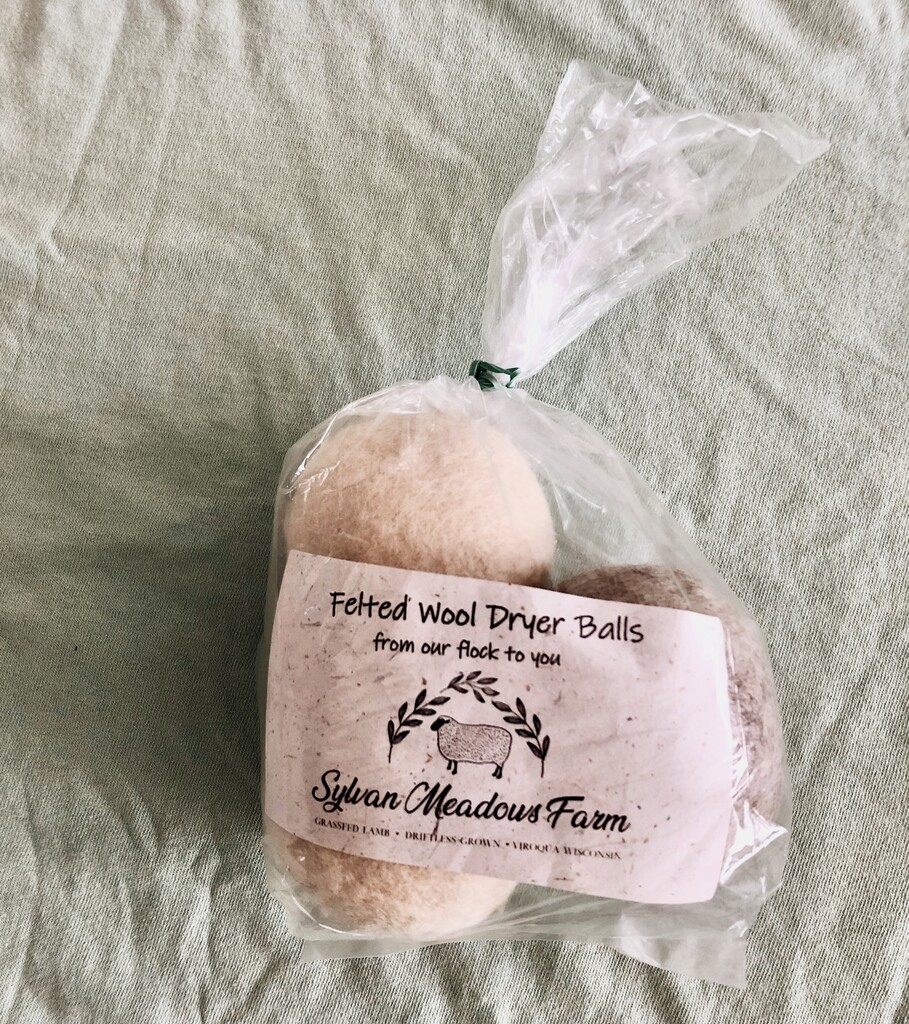 Felted Wool Dryer Balls
from our flock to you
Sylvan Meadows Farm
GRASSFED LAMB • DRIFTLESS-GROWN • VIROQUA WISCONSIN